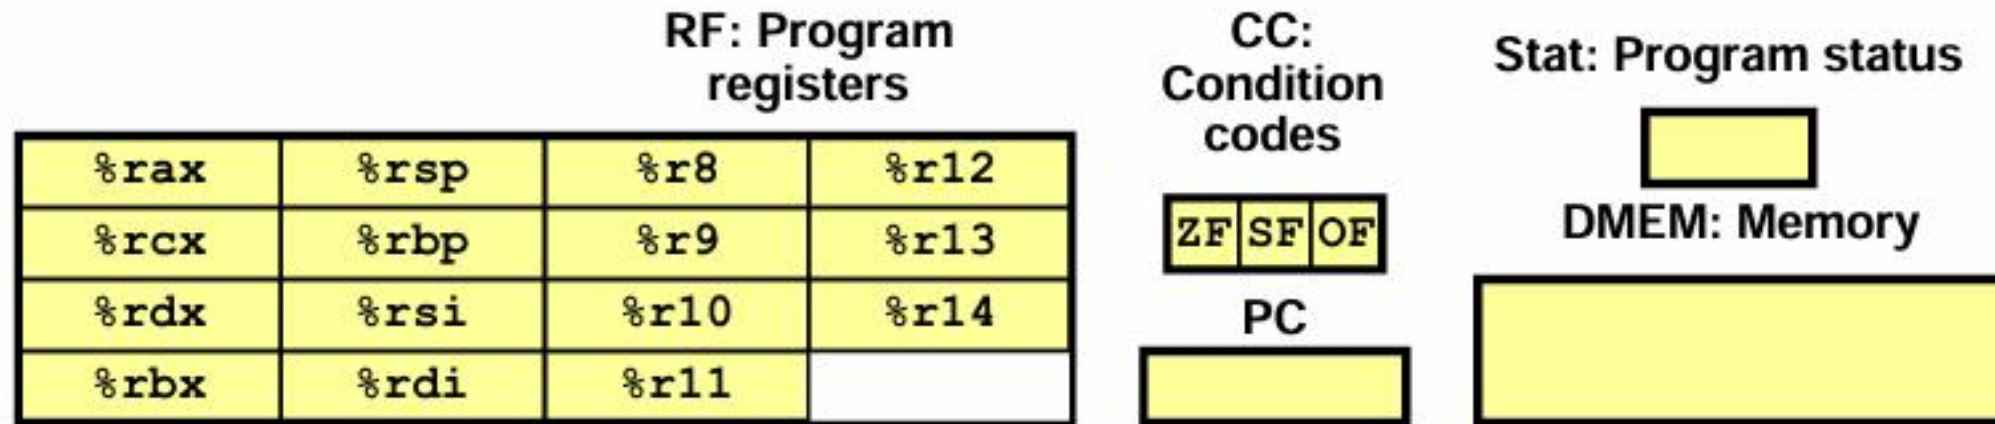 RF: Program
registers
%rax %rsp %r8 %r12
%rcx %rbp %r9 %r13
%rdx %rsi %r10 %r14
%rbx %rdi %r11
CC:
Condition
codes
ZF SF OF
PC
Stat: Program status
DMEM: Memory